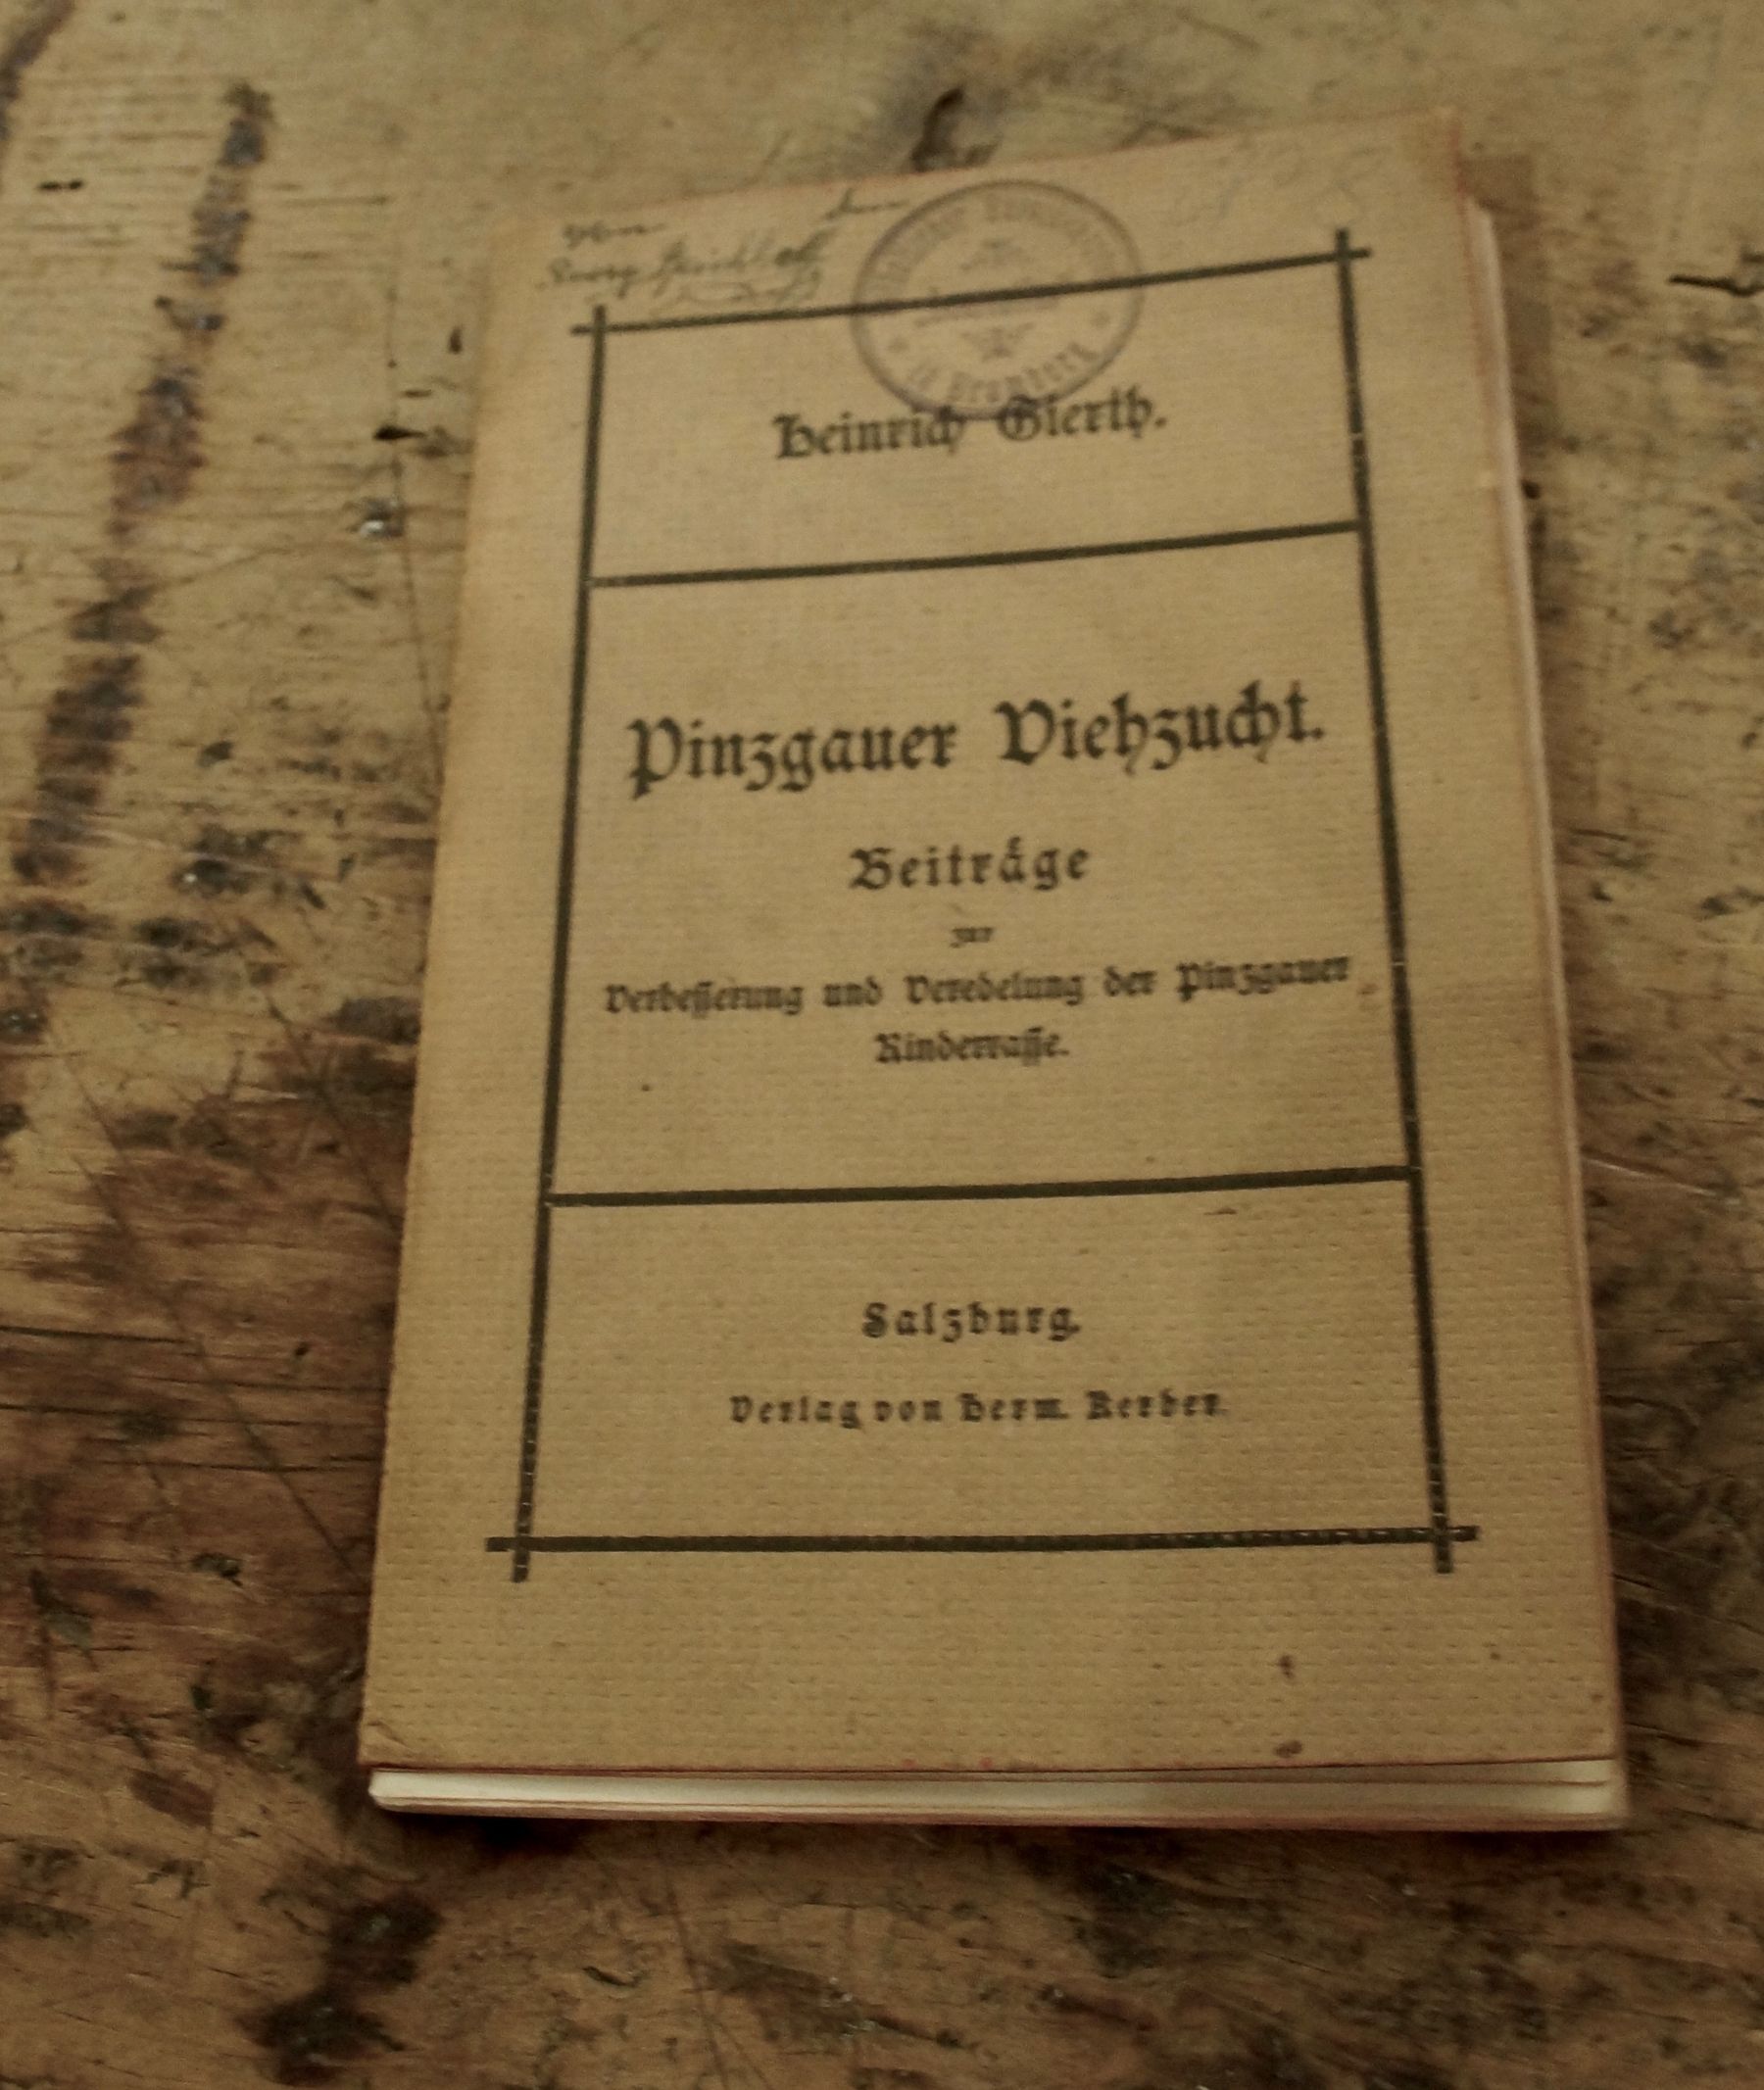 Heinrich Gierth.
Pinzgauer Viehzucht.
Beiträge
zur
Verbesserung und Veredelung der Pinzgauer
Rinderrasse.
Salzburg.
Verlag von Herm. Kerber.